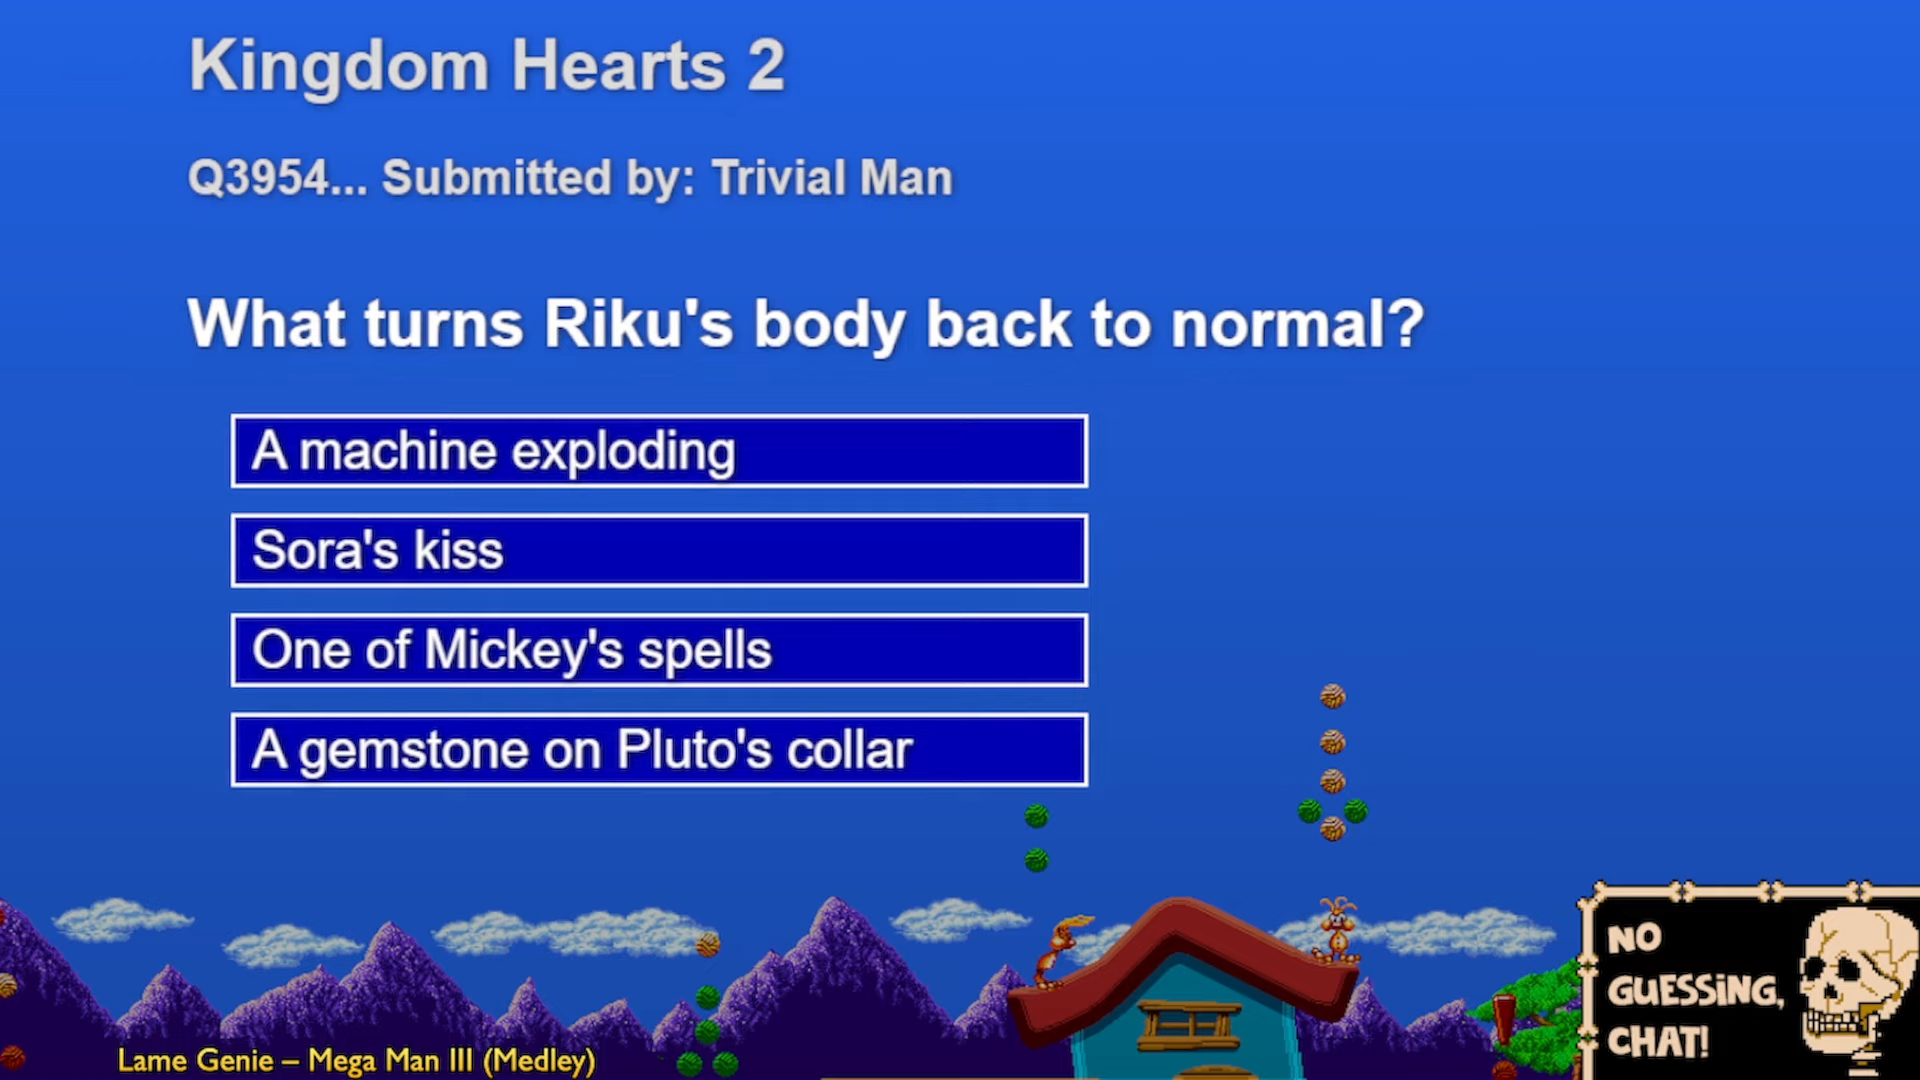 Kingdom Hearts 2
Q3954... Submitted by: Trivial Man
What turns Riku's body back to normal?
A machine exploding
Sora's kiss
One of Mickey's spells
A gemstone on Pluto's collar
NO
GUESSING,
CHAT!
Lame Genie – Mega Man III (Medley)